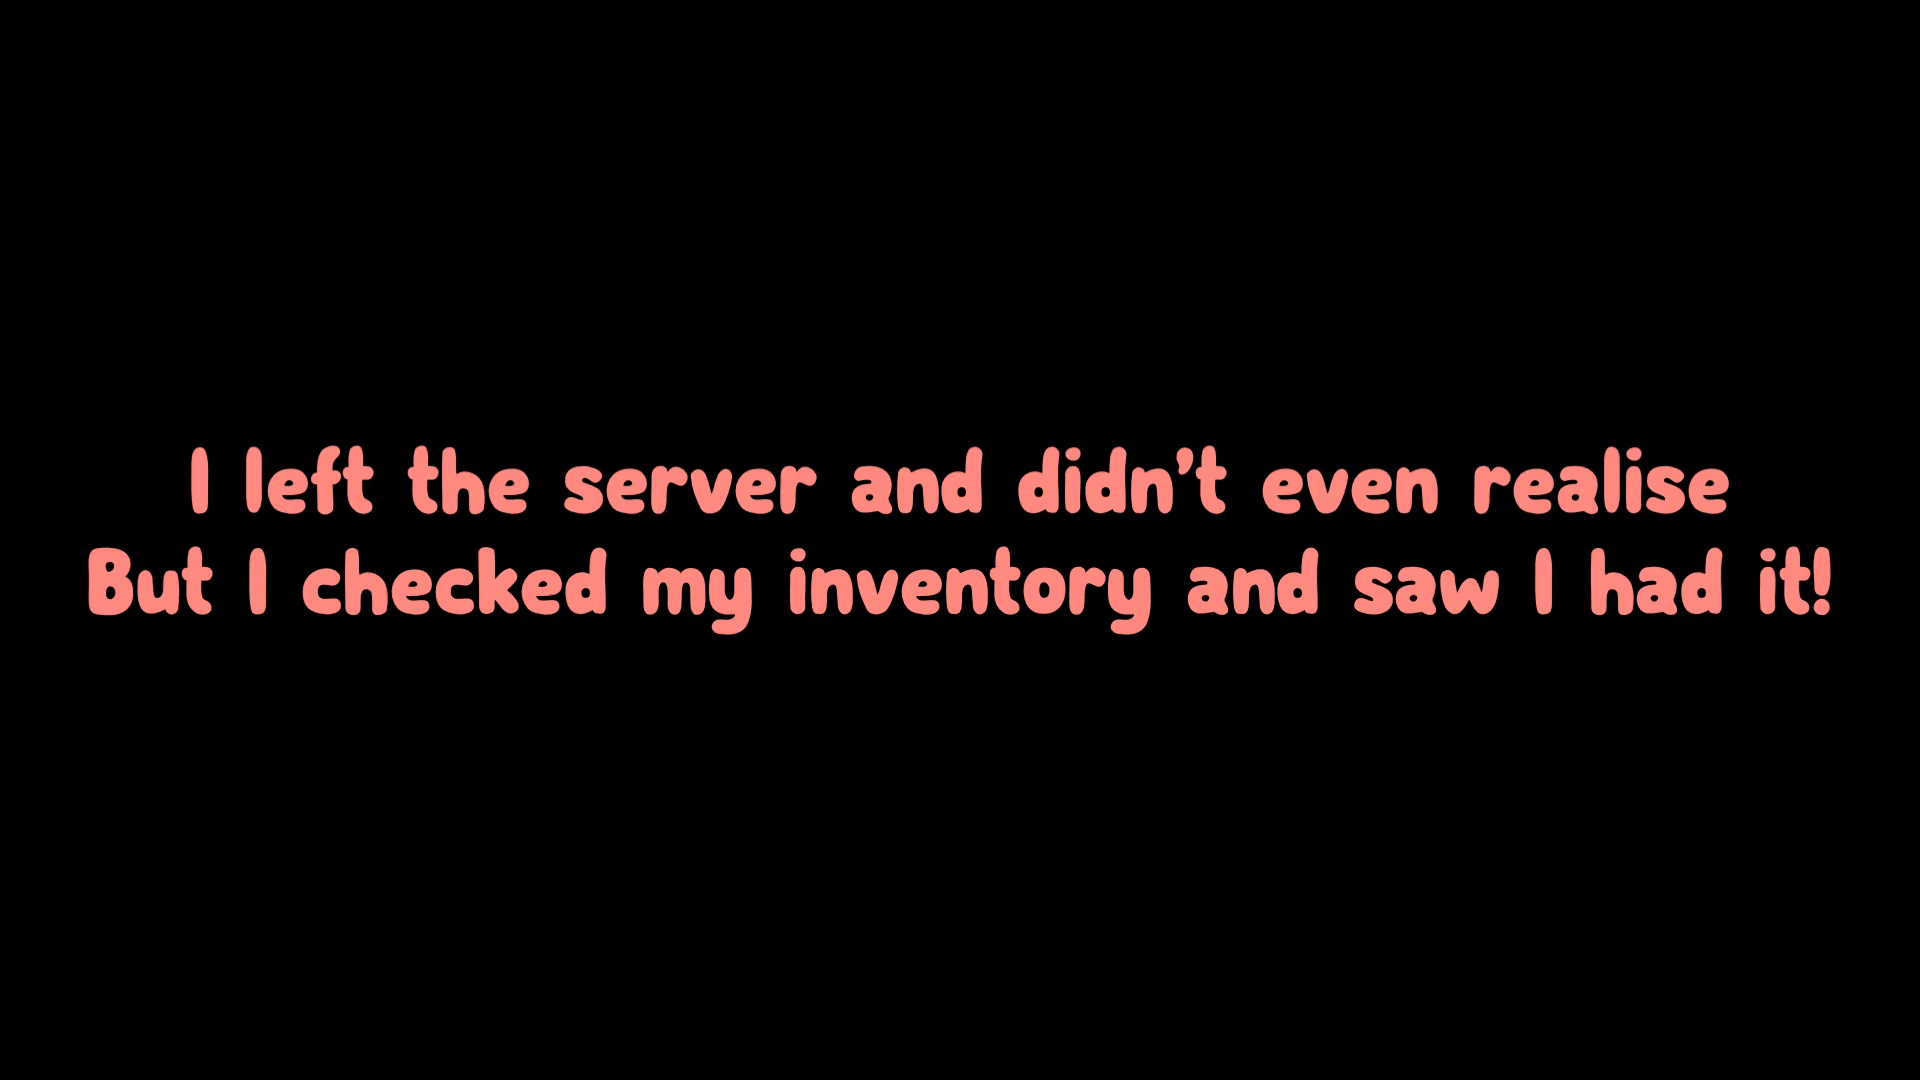 I left the server and didn't even realise
But I checked my inventory and saw I had it!